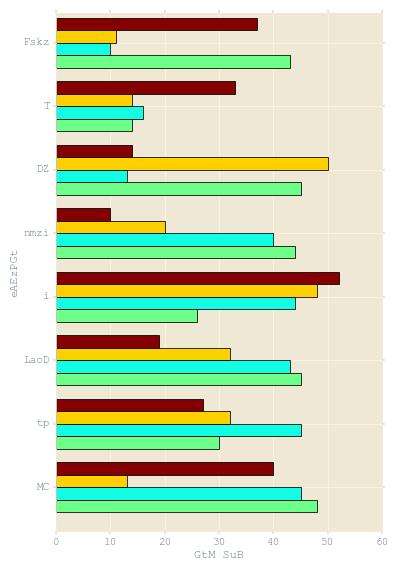 Fskz
T
DZ
nmzi
i
LaoD
tp
MC
eAEzPGt
0 10 20 30 40 50 60
GtM SuB